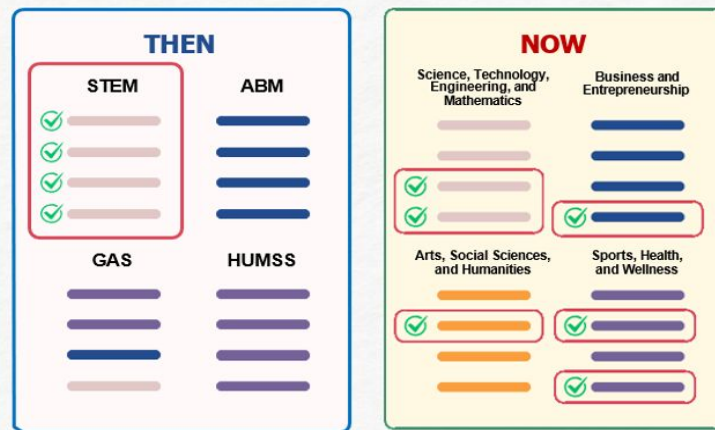 THEN
STEM
ABM
GAS
HUMSS
NOW
Science, Technology,
Engineering, and
Mathematics
Business and
Entrepreneurship
Arts, Social Sciences,
and Humanities
Sports, Health,
and Wellness